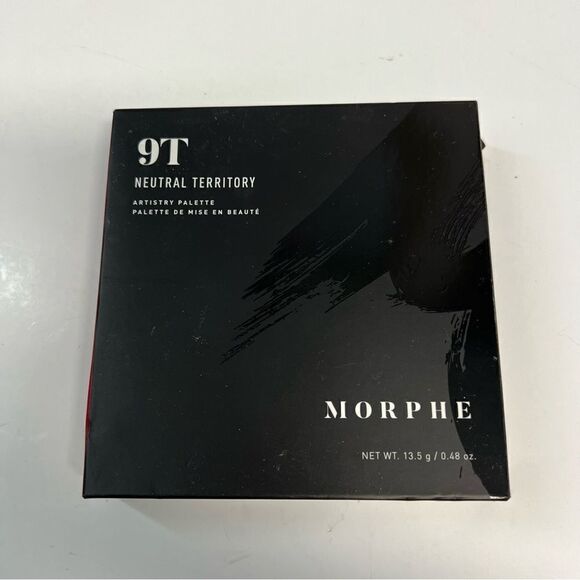 9T
NEUTRAL TERRITORY
ARTISTRY PALETTE
PALETTE DE MISE EN BEAUTÉ
MORPHE
NET WT. 13.5 g / 0.48 oz.